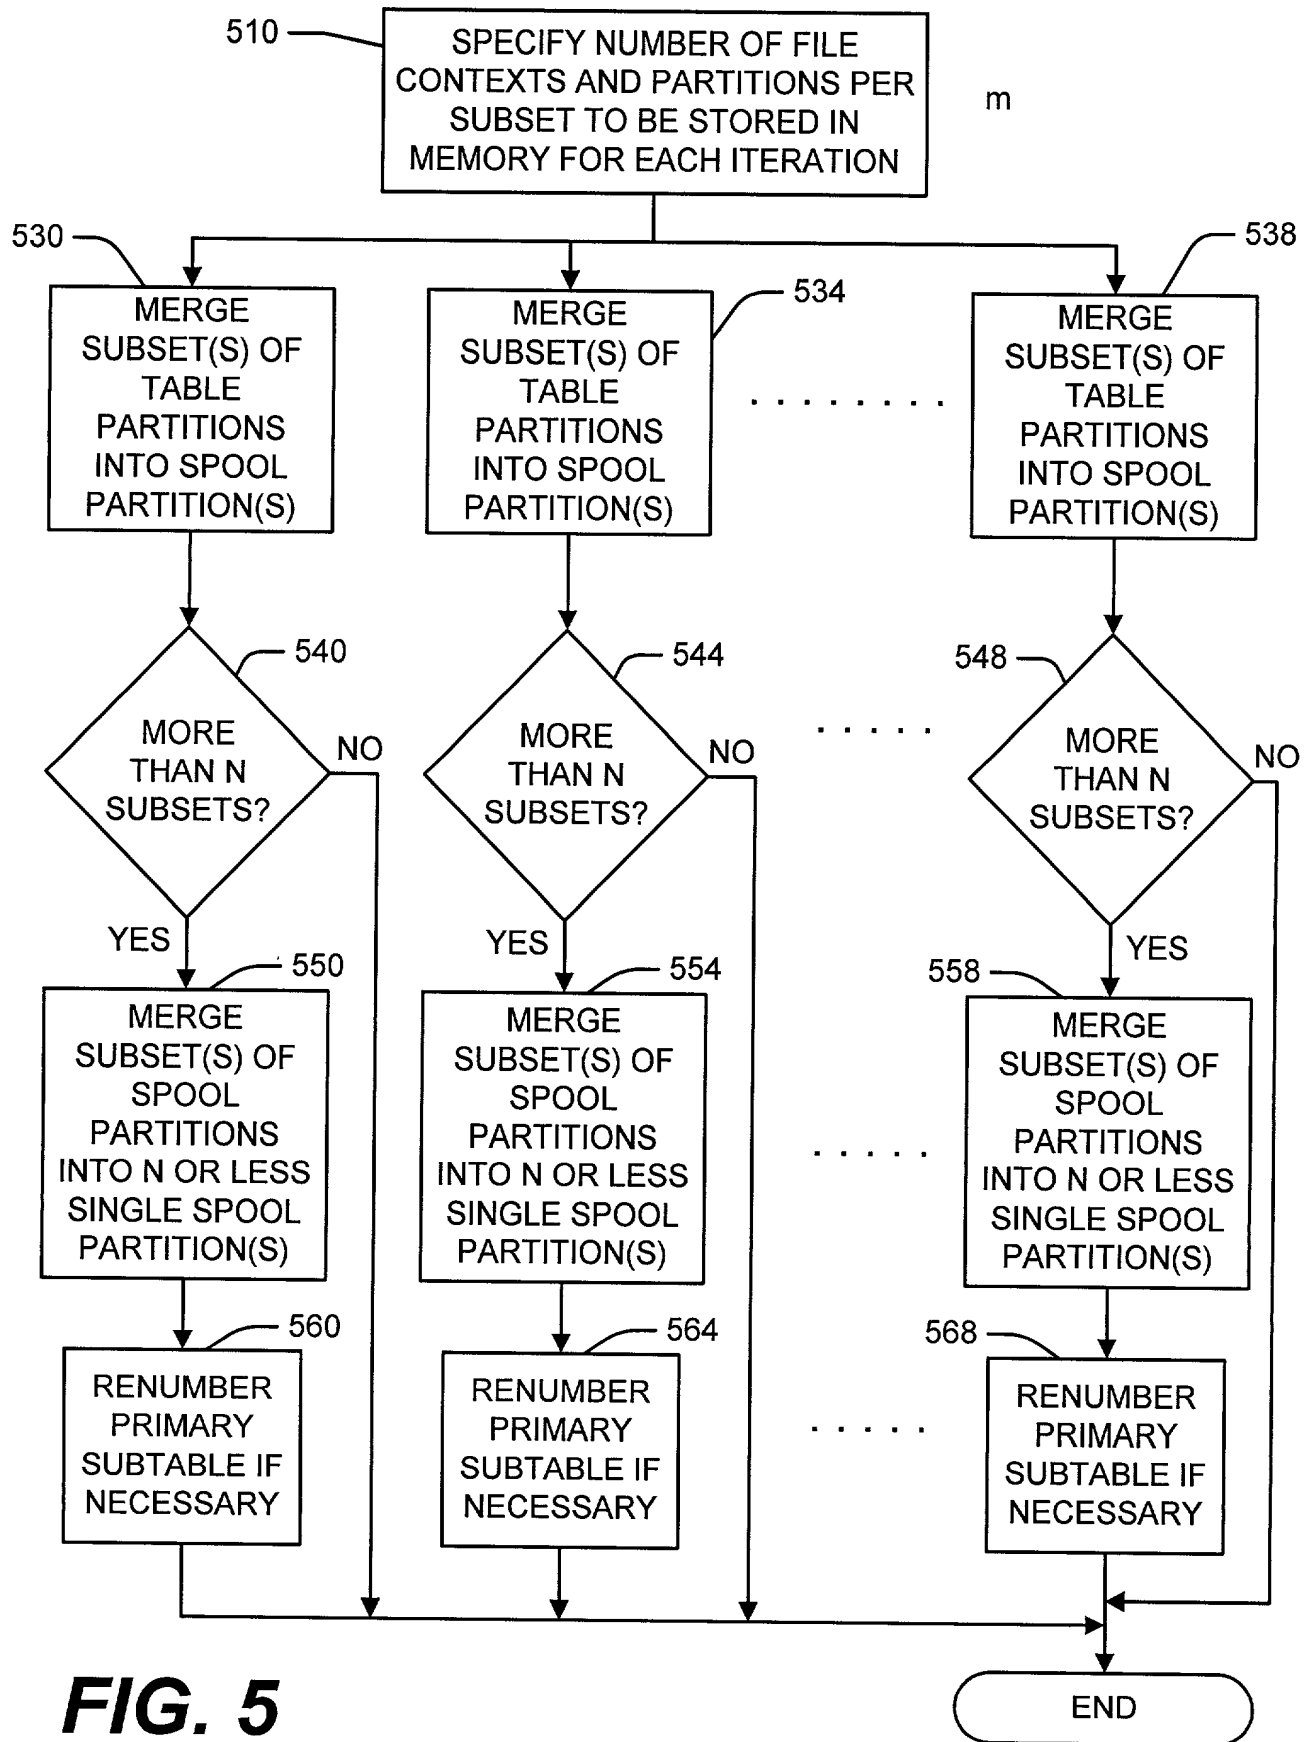 510
SPECIFY NUMBER OF FILE
CONTEXTS AND PARTITIONS PER
SUBSET TO BE STORED IN
MEMORY FOR EACH ITERATION
m
530
MERGE
SUBSET(S) OF
TABLE
PARTITIONS
INTO SPOOL
PARTITION(S)
534
MERGE
SUBSET(S) OF
TABLE
PARTITIONS
INTO SPOOL
PARTITION(S)
. . . . . . . . .
538
MERGE
SUBSET(S) OF
TABLE
PARTITIONS
INTO SPOOL
PARTITION(S)
540
MORE
THAN N
SUBSETS?
NO
YES
544
MORE
THAN N
SUBSETS?
NO
YES
. . . . .
548
MORE
THAN N
SUBSETS?
NO
YES
550
MERGE
SUBSET(S) OF
SPOOL
PARTITIONS
INTO N OR LESS
SINGLE SPOOL
PARTITION(S)
554
MERGE
SUBSET(S) OF
SPOOL
PARTITIONS
INTO N OR LESS
SINGLE SPOOL
PARTITION(S)
. . . . .
558
MERGE
SUBSET(S) OF
SPOOL
PARTITIONS
INTO N OR LESS
SINGLE SPOOL
PARTITION(S)
560
RENUMBER
PRIMARY
SUBTABLE IF
NECESSARY
564
RENUMBER
PRIMARY
SUBTABLE IF
NECESSARY
. . . . .
568
RENUMBER
PRIMARY
SUBTABLE IF
NECESSARY
END
FIG. 5